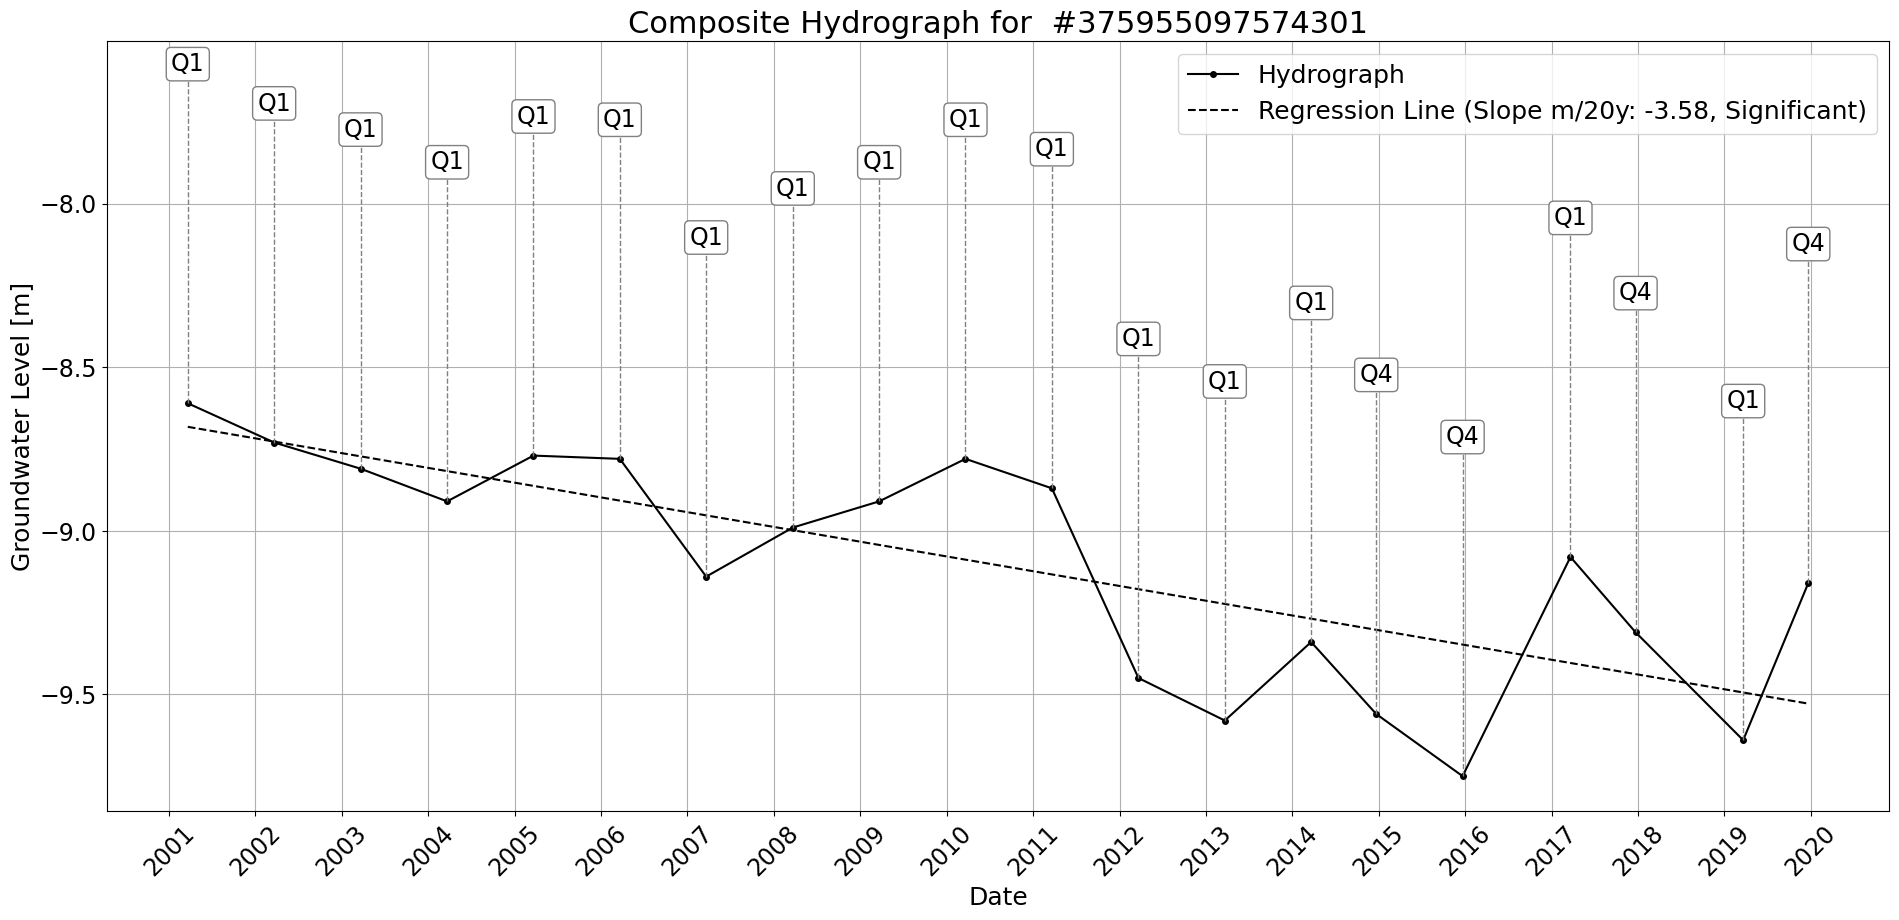 Composite Hydrograph for  #375955097574301
Hydrograph
Regression Line (Slope m/20y: -3.58, Significant)
Q1
Q1
Q1
Q1
Q1
Q1
Q1
Q1
Q1
Q1
Q1
Q1
Q1
Q1
Q4
Q4
Q1
Q4
Q1
Q4
Groundwater Level [m]
−8.0
−8.5
−9.0
−9.5
2001
2002
2003
2004
2005
2006
2007
2008
2009
2010
2011
2012
2013
2014
2015
2016
2017
2018
2019
2020
Date